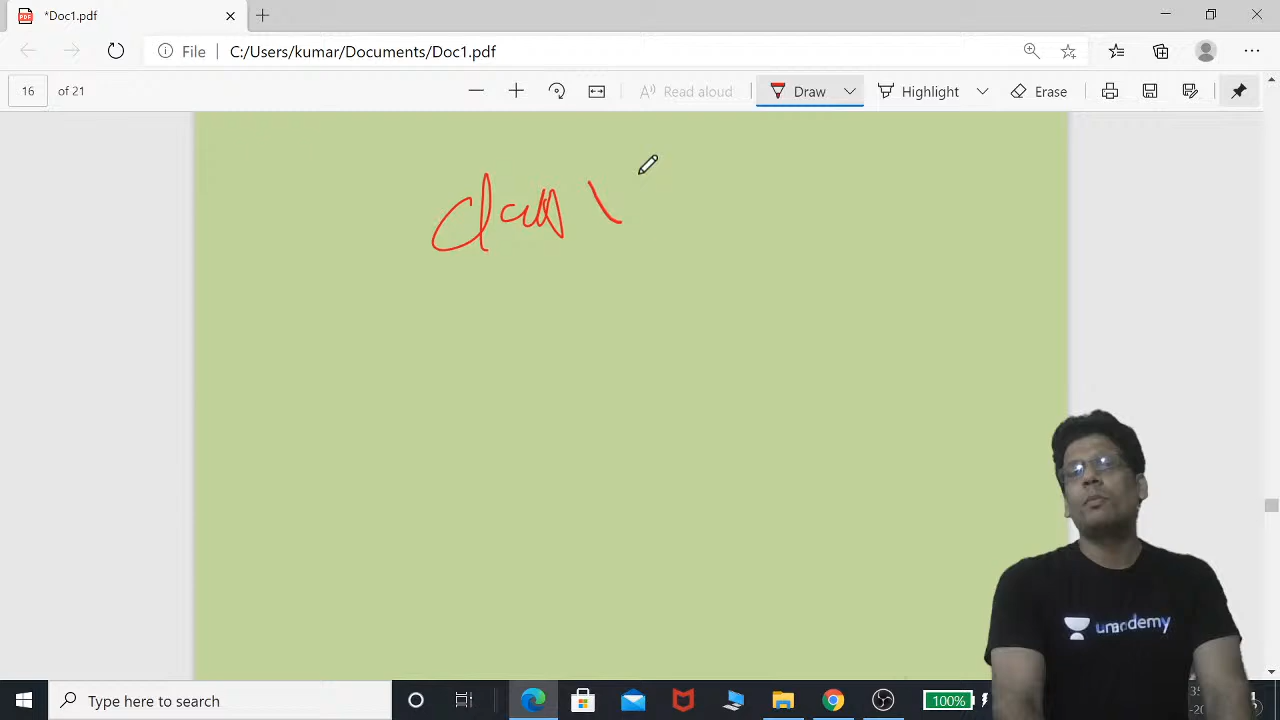 *Doc1.pdf
File C:/Users/kumar/Documents/Doc1.pdf
16 of 21 Read aloud Draw Highlight Erase
class
unacademy
Type here to search 100%